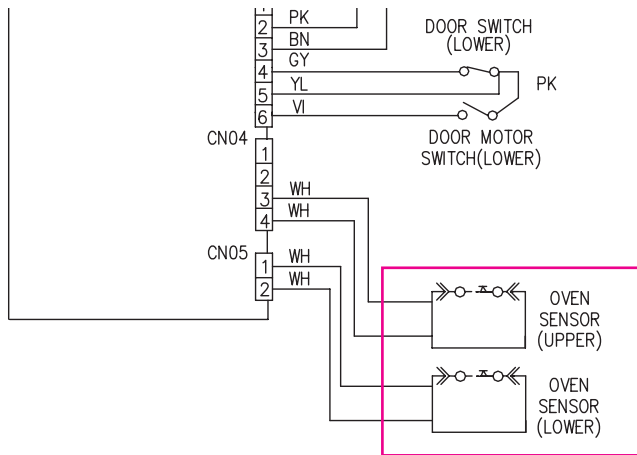 2 PK
3 BN
4 GY
5 YL
6 VI
DOOR SWITCH
(LOWER)
PK
DOOR MOTOR
SWITCH(LOWER)
CN04
1
2
3 WH
4 WH
CN05
1 WH
2 WH
OVEN
SENSOR
(UPPER)
OVEN
SENSOR
(LOWER)